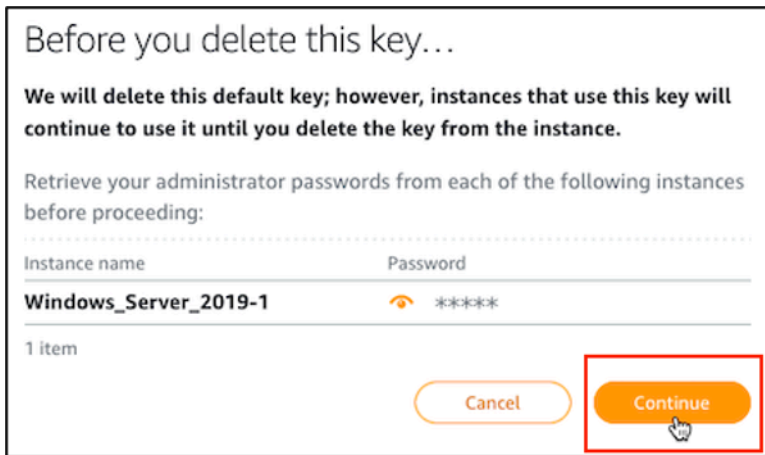 Before you delete this key...
We will delete this default key; however, instances that use this key will
continue to use it until you delete the key from the instance.
Retrieve your administrator passwords from each of the following instances
before proceeding:
Instance name Password
Windows_Server_2019-1 *****
1 item
Cancel Continue